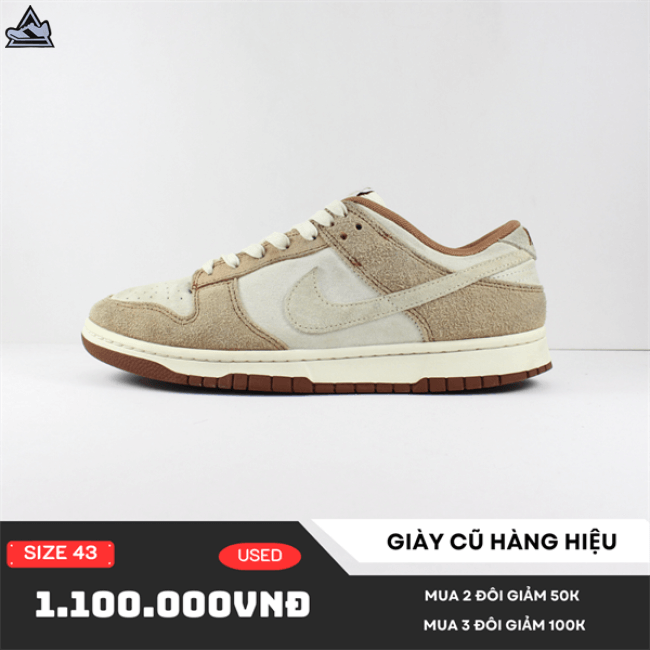 SIZE 43
USED
1.100.000VNĐ
GIÀY CŨ HÀNG HIỆU
MUA 2 ĐÔI GIẢM 50K
MUA 3 ĐÔI GIẢM 100K